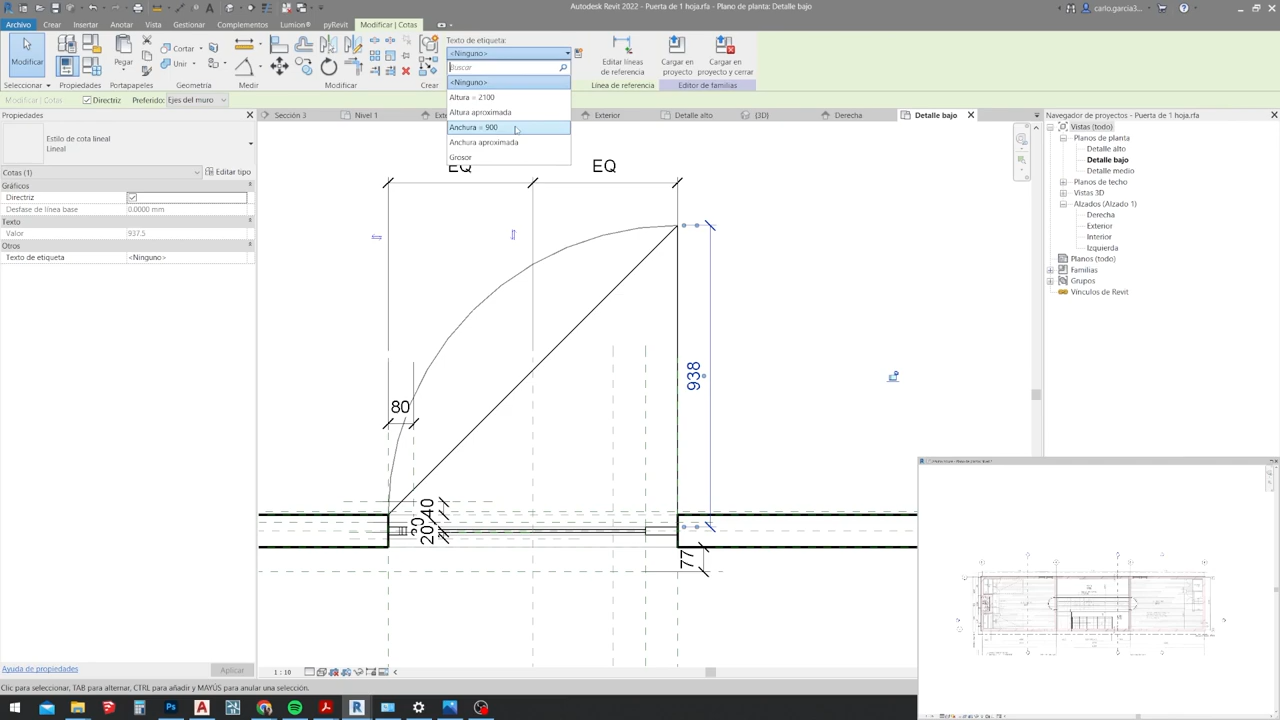 Autodesk Revit 2022 - Puerta de 1 hoja.rfa - Plano de planta: Detalle bajo
carlo.garcia3...
Archivo Crear Insertar Anotar Vista Gestionar Complementos Lumion® pyRevit Modificar | Cotas
Texto de etiqueta:
<Ninguno>
Buscar
<Ninguno>
Altura = 2100
Altura aproximada
Anchura = 900
Anchura aproximada
Grosor
Modificar
Pegar
Cortar
Unir
Crear
Editar líneas
de referencia
Cargar en
proyecto
Cargar en
proyecto y cerrar
Seleccionar Propiedades Portapapeles Geometría Medir Modificar Línea de referencia Editor de familias
Modificar | Cotas Directriz Preferido: Ejes del muro
Propiedades
Estilo de cota lineal
Lineal
Cotas (1) Editar tipo
Gráficos
Directriz
Desfase de línea base 0.0000 mm
Texto
Valor 937.5
Otros
Texto de etiqueta <Ninguno>
Ayuda de propiedades Aplicar
Sección 3 Nivel 1 Exterior Detalle alto {3D} Derecha Detalle bajo
EQ EQ
938
80
40
20
77
1 : 10
Navegador de proyectos - Puerta de 1 hoja.rfa
Vistas (todo)
Planos de planta
Detalle alto
Detalle bajo
Detalle medio
Planos de techo
Vistas 3D
Alzados (Alzado 1)
Derecha
Exterior
Interior
Izquierda
Planos (todo)
Familias
Grupos
Vínculos de Revit
Clic para seleccionar, TAB para alternar, CTRL para añadir y MAYÚS para anular una selección.